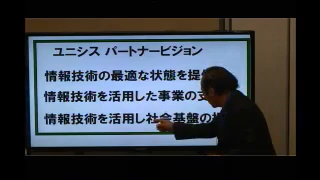 ユニシス パートナービジョン
情報技術の最適な状態を提
情報技術を活用した事業の支
情報技術を活用し社会基盤の